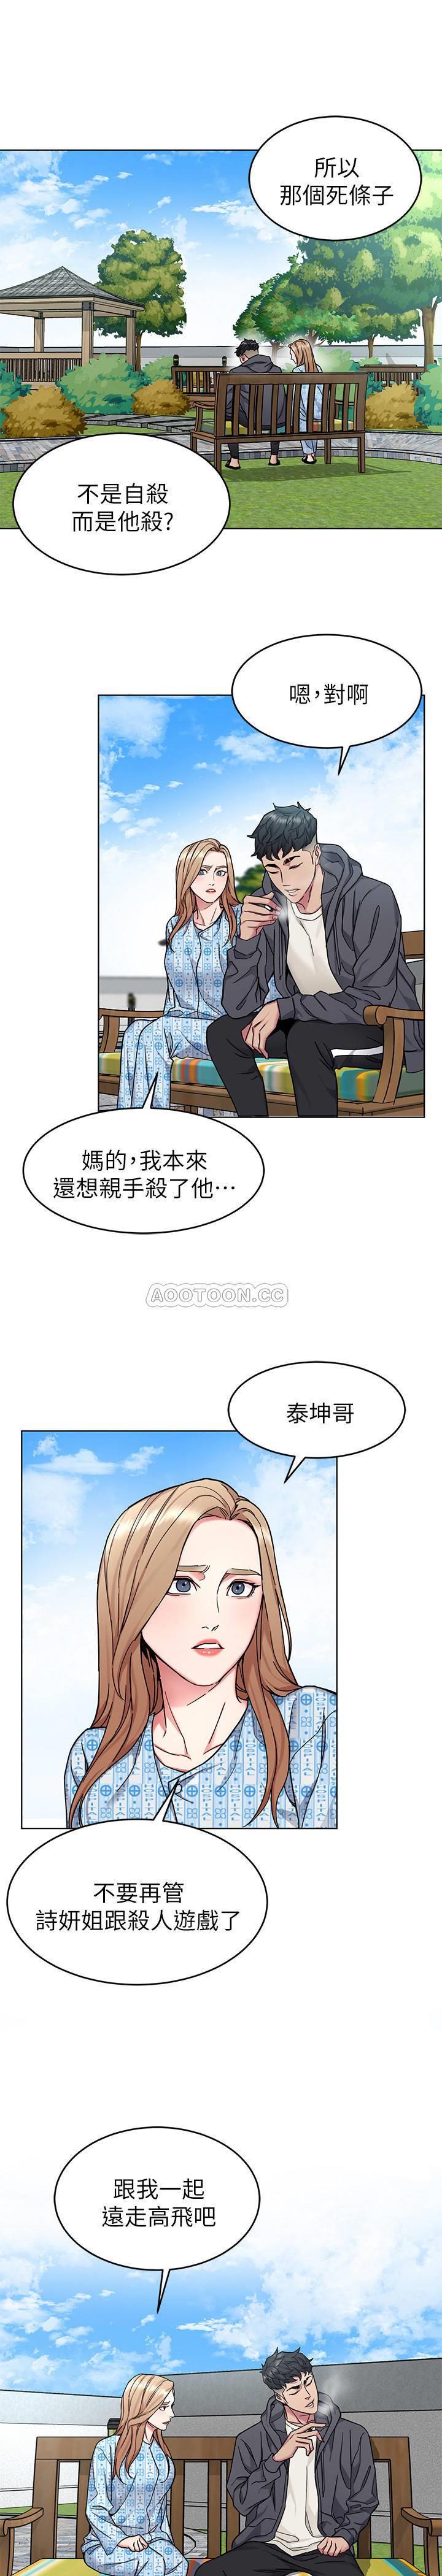 所以
那個死條子
不是自殺
而是他殺?
嗯，對啊
媽的，我本來
還想親手殺了他⋯
AOOTOON.CC
泰坤哥
不要再管
詩妍姐跟殺人遊戲了
跟我一起
遠走高飛吧